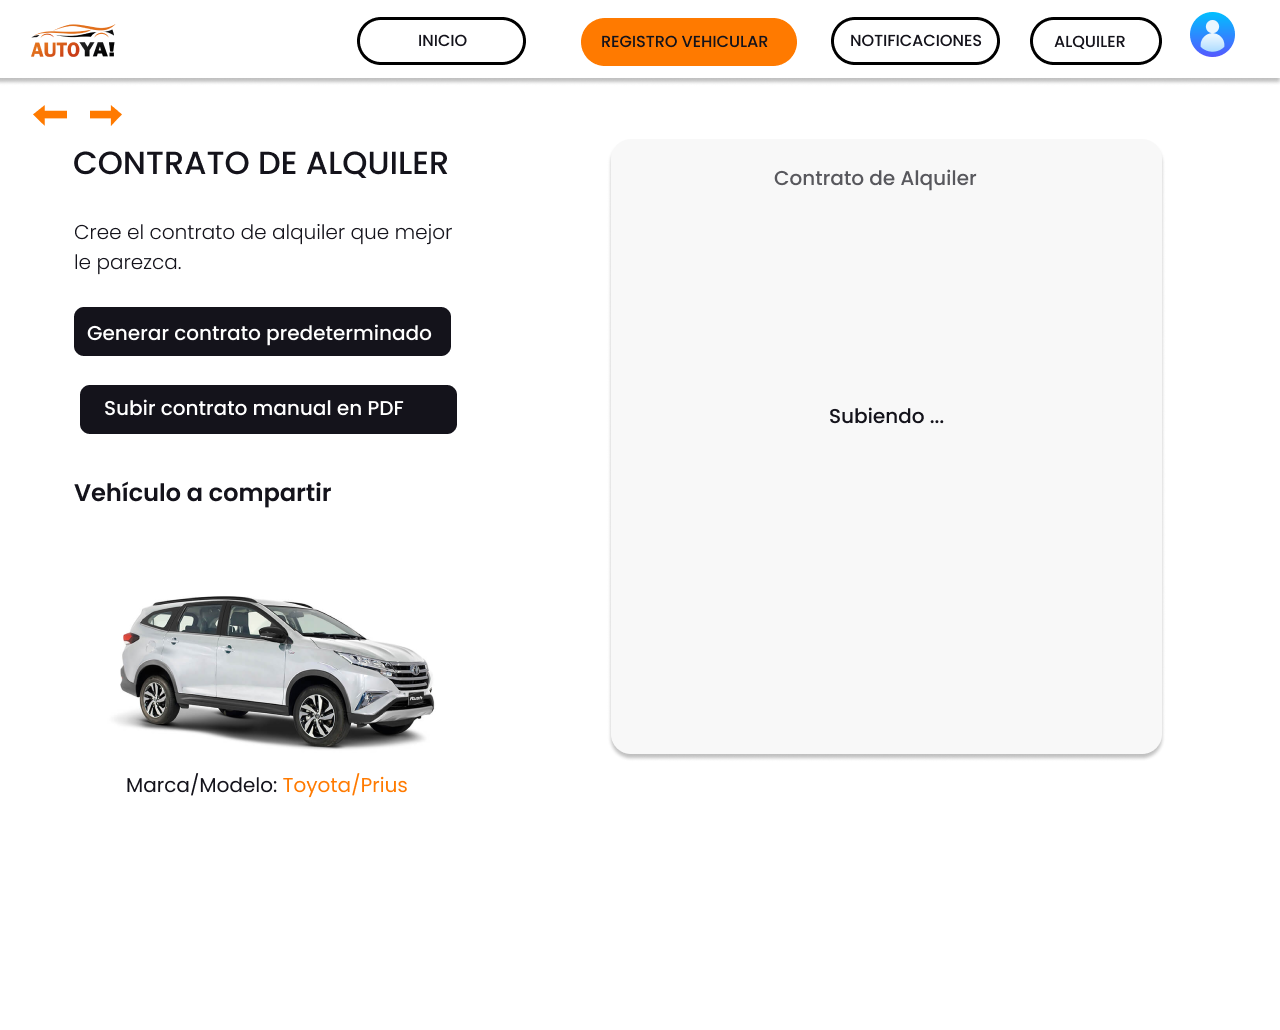 AUTOYA!
INICIO
REGISTRO VEHICULAR
NOTIFICACIONES
ALQUILER
CONTRATO DE ALQUILER
Cree el contrato de alquiler que mejor
le parezca.
Generar contrato predeterminado
Subir contrato manual en PDF
Vehículo a compartir
Marca/Modelo: Toyota/Prius
Contrato de Alquiler
Subiendo ...